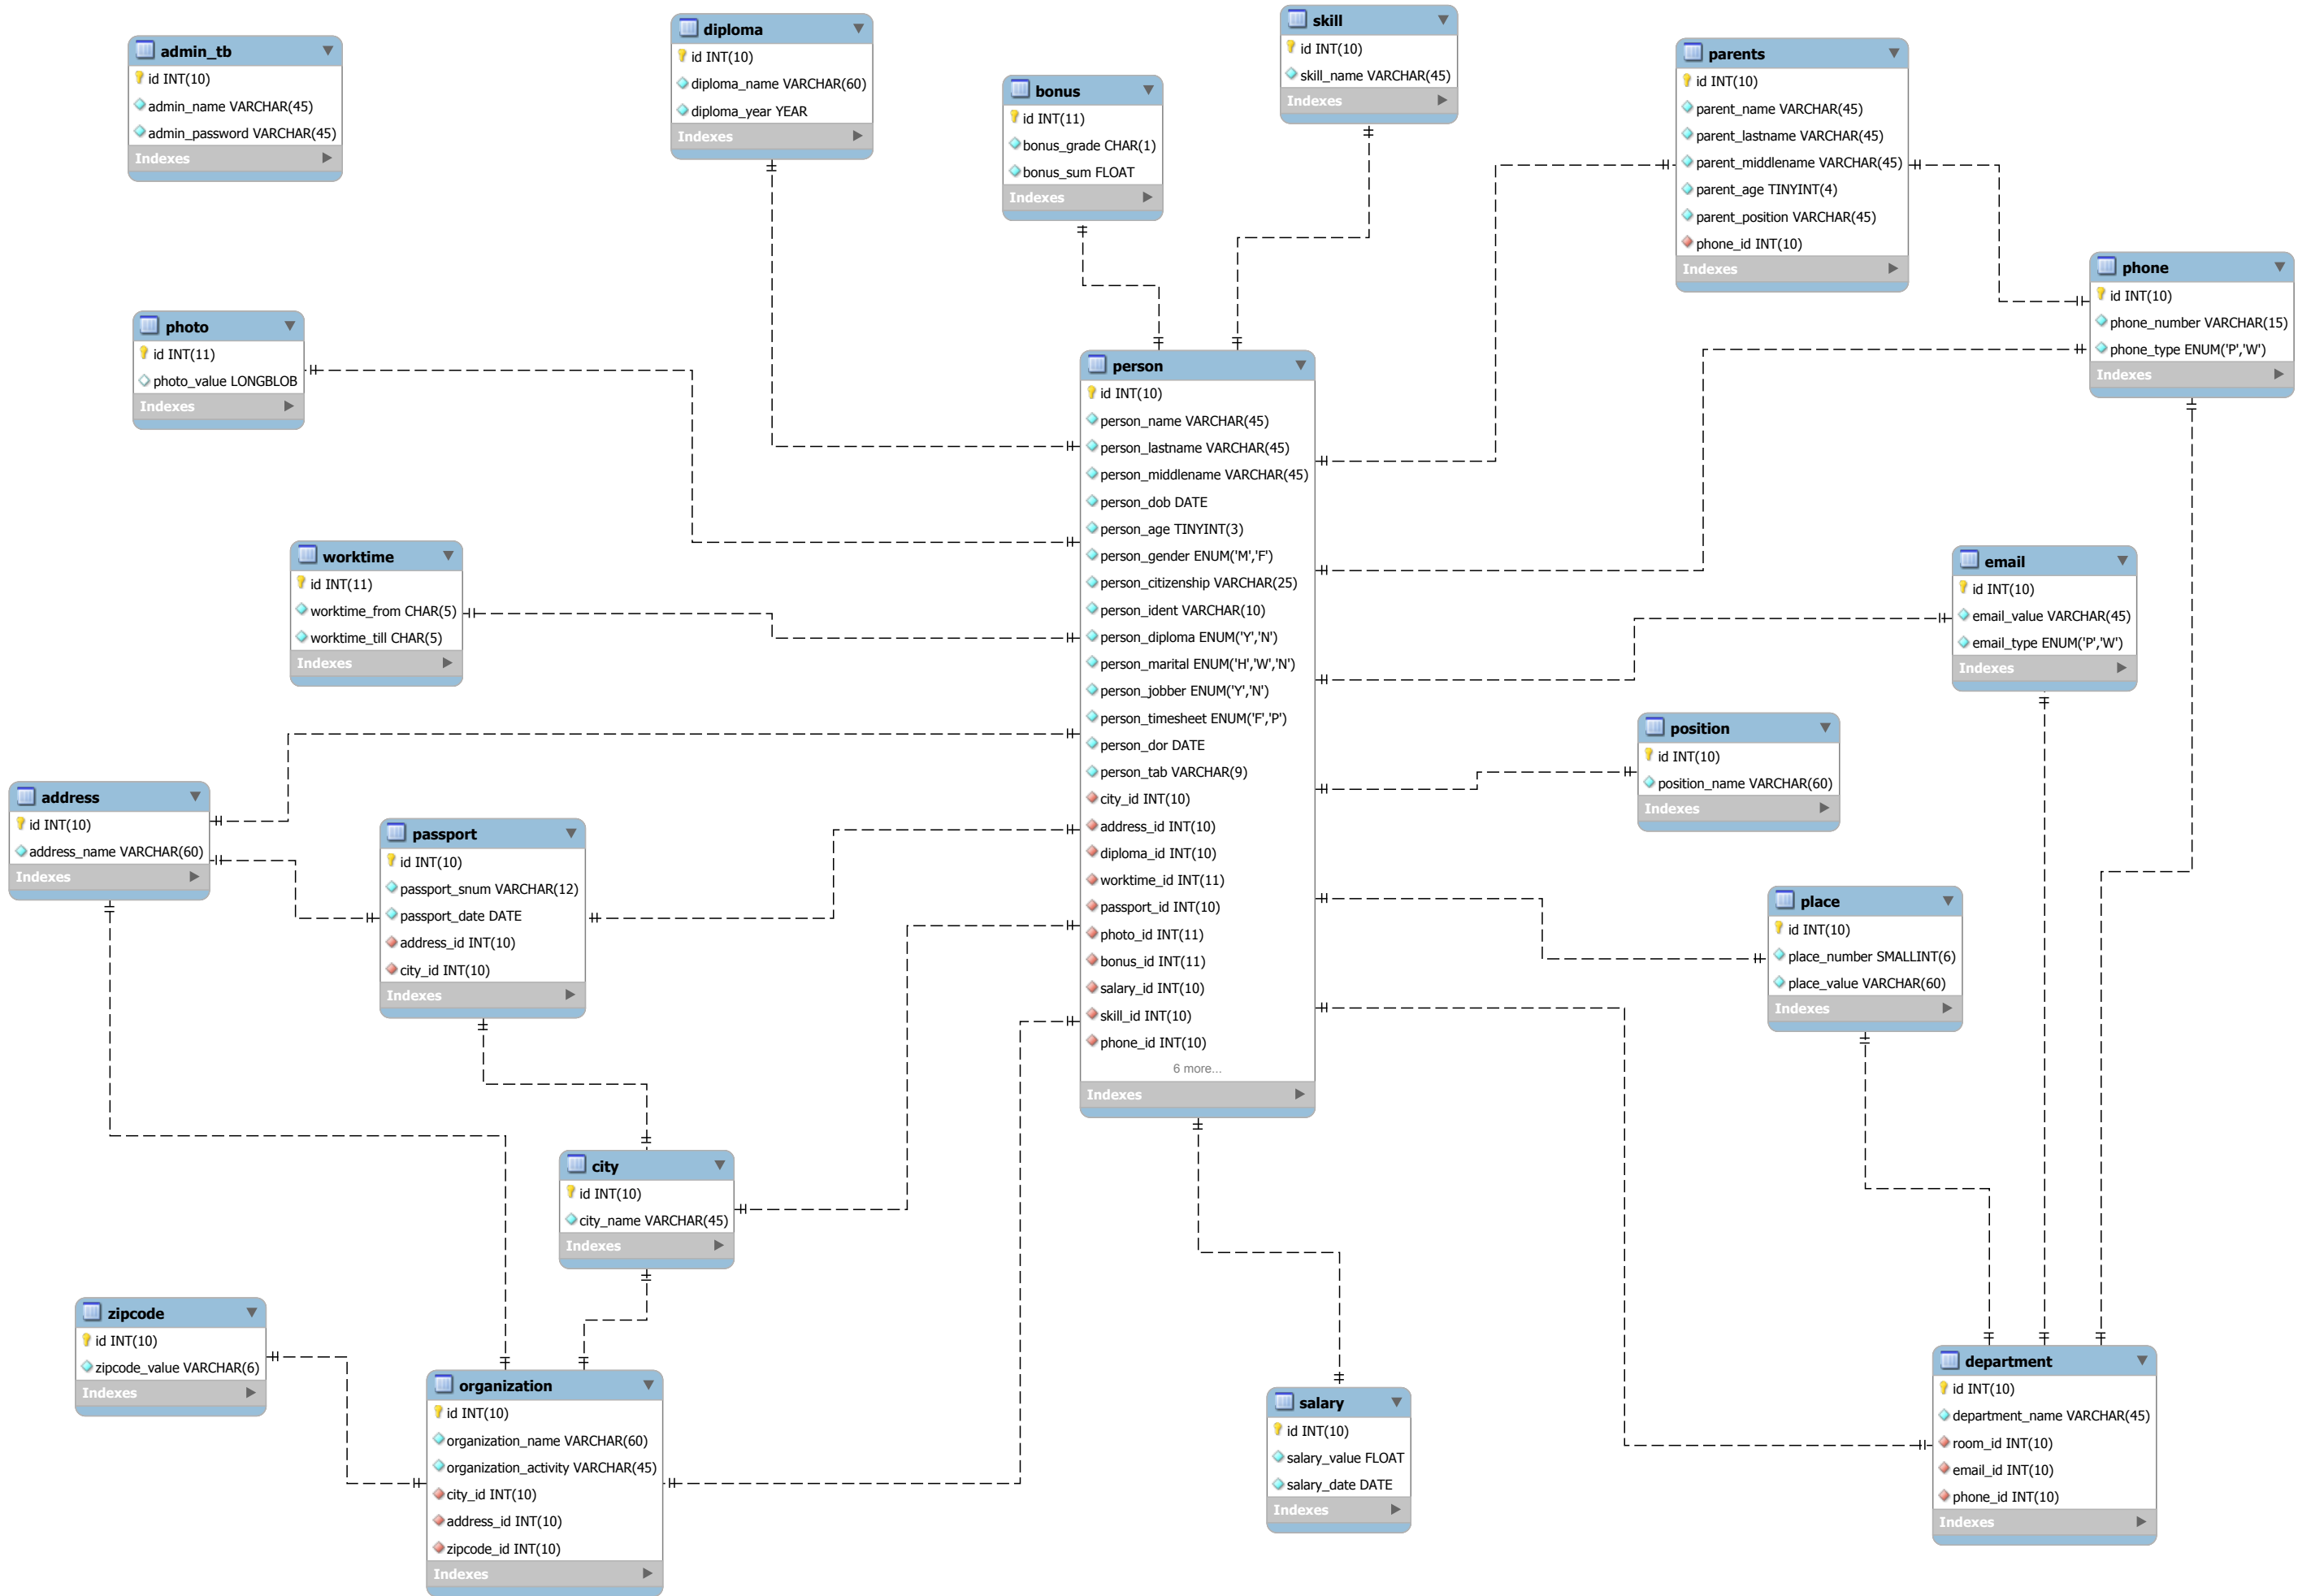 admin_tb
id INT(10)
admin_name VARCHAR(45)
admin_password VARCHAR(45)
Indexes
diploma
id INT(10)
diploma_name VARCHAR(60)
diploma_year YEAR
Indexes
bonus
id INT(11)
bonus_grade CHAR(1)
bonus_sum FLOAT
Indexes
skill
id INT(10)
skill_name VARCHAR(45)
Indexes
parents
id INT(10)
parent_name VARCHAR(45)
parent_lastname VARCHAR(45)
parent_middlename VARCHAR(45)
parent_age TINYINT(4)
parent_position VARCHAR(45)
phone_id INT(10)
Indexes
phone
id INT(10)
phone_number VARCHAR(15)
phone_type ENUM('P','W')
Indexes
photo
id INT(11)
photo_value LONGBLOB
Indexes
person
id INT(10)
person_name VARCHAR(45)
person_lastname VARCHAR(45)
person_middlename VARCHAR(45)
person_dob DATE
person_age TINYINT(3)
person_gender ENUM('M','F')
person_citizenship VARCHAR(25)
person_ident VARCHAR(10)
person_diploma ENUM('Y','N')
person_marital ENUM('H','W','N')
person_jobber ENUM('Y','N')
person_timesheet ENUM('F','P')
person_dor DATE
person_tab VARCHAR(9)
city_id INT(10)
address_id INT(10)
diploma_id INT(10)
worktime_id INT(11)
passport_id INT(10)
photo_id INT(11)
bonus_id INT(11)
salary_id INT(10)
skill_id INT(10)
phone_id INT(10)
6 more...
Indexes
worktime
id INT(11)
worktime_from CHAR(5)
worktime_till CHAR(5)
Indexes
email
id INT(10)
email_value VARCHAR(45)
email_type ENUM('P','W')
Indexes
position
id INT(10)
position_name VARCHAR(60)
Indexes
address
id INT(10)
address_name VARCHAR(60)
Indexes
passport
id INT(10)
passport_snum VARCHAR(12)
passport_date DATE
address_id INT(10)
city_id INT(10)
Indexes
place
id INT(10)
place_number SMALLINT(6)
place_value VARCHAR(60)
Indexes
city
id INT(10)
city_name VARCHAR(45)
Indexes
zipcode
id INT(10)
zipcode_value VARCHAR(6)
Indexes
organization
id INT(10)
organization_name VARCHAR(60)
organization_activity VARCHAR(45)
city_id INT(10)
address_id INT(10)
zipcode_id INT(10)
Indexes
salary
id INT(10)
salary_value FLOAT
salary_date DATE
Indexes
department
id INT(10)
department_name VARCHAR(45)
room_id INT(10)
email_id INT(10)
phone_id INT(10)
Indexes